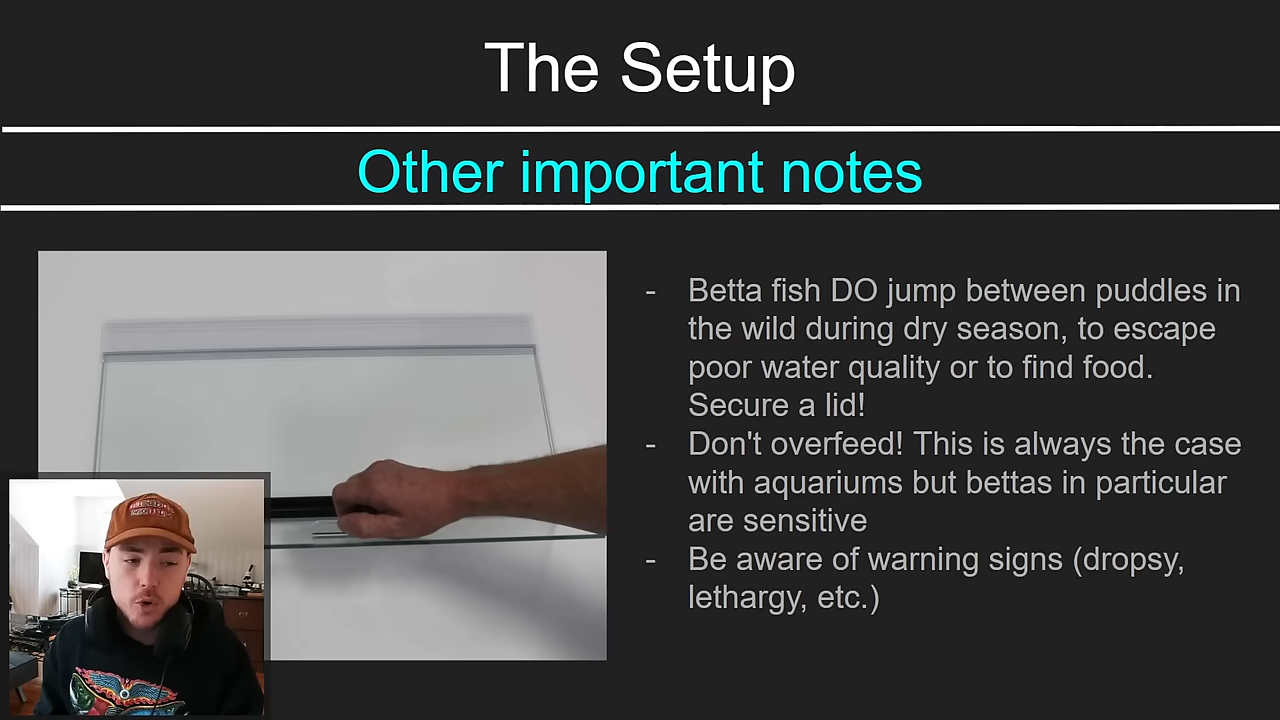 The Setup
Other important notes
- Betta fish DO jump between puddles in
the wild during dry season, to escape
poor water quality or to find food.
Secure a lid!
- Don't overfeed! This is always the case
with aquariums but bettas in particular
are sensitive
- Be aware of warning signs (dropsy,
lethargy, etc.)